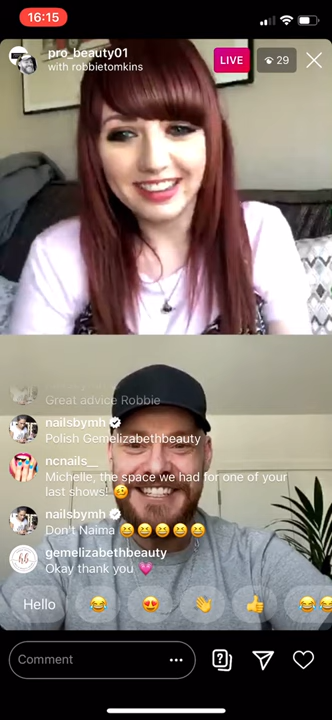 16:15
pro_beauty01
with robbietomkins
LIVE
29
Great advice Robbie
nailsbymh
Polish Gemelizabethbeauty
ncnails__
Michelle, the space we had for one of your
last shows! 😉
nailsbymh
Don't Naima 😆😆😆😆😆
gemelizabethbeauty
Okay thank you 💗
Hello 😂 😍 👋 👍 😂😂
Comment